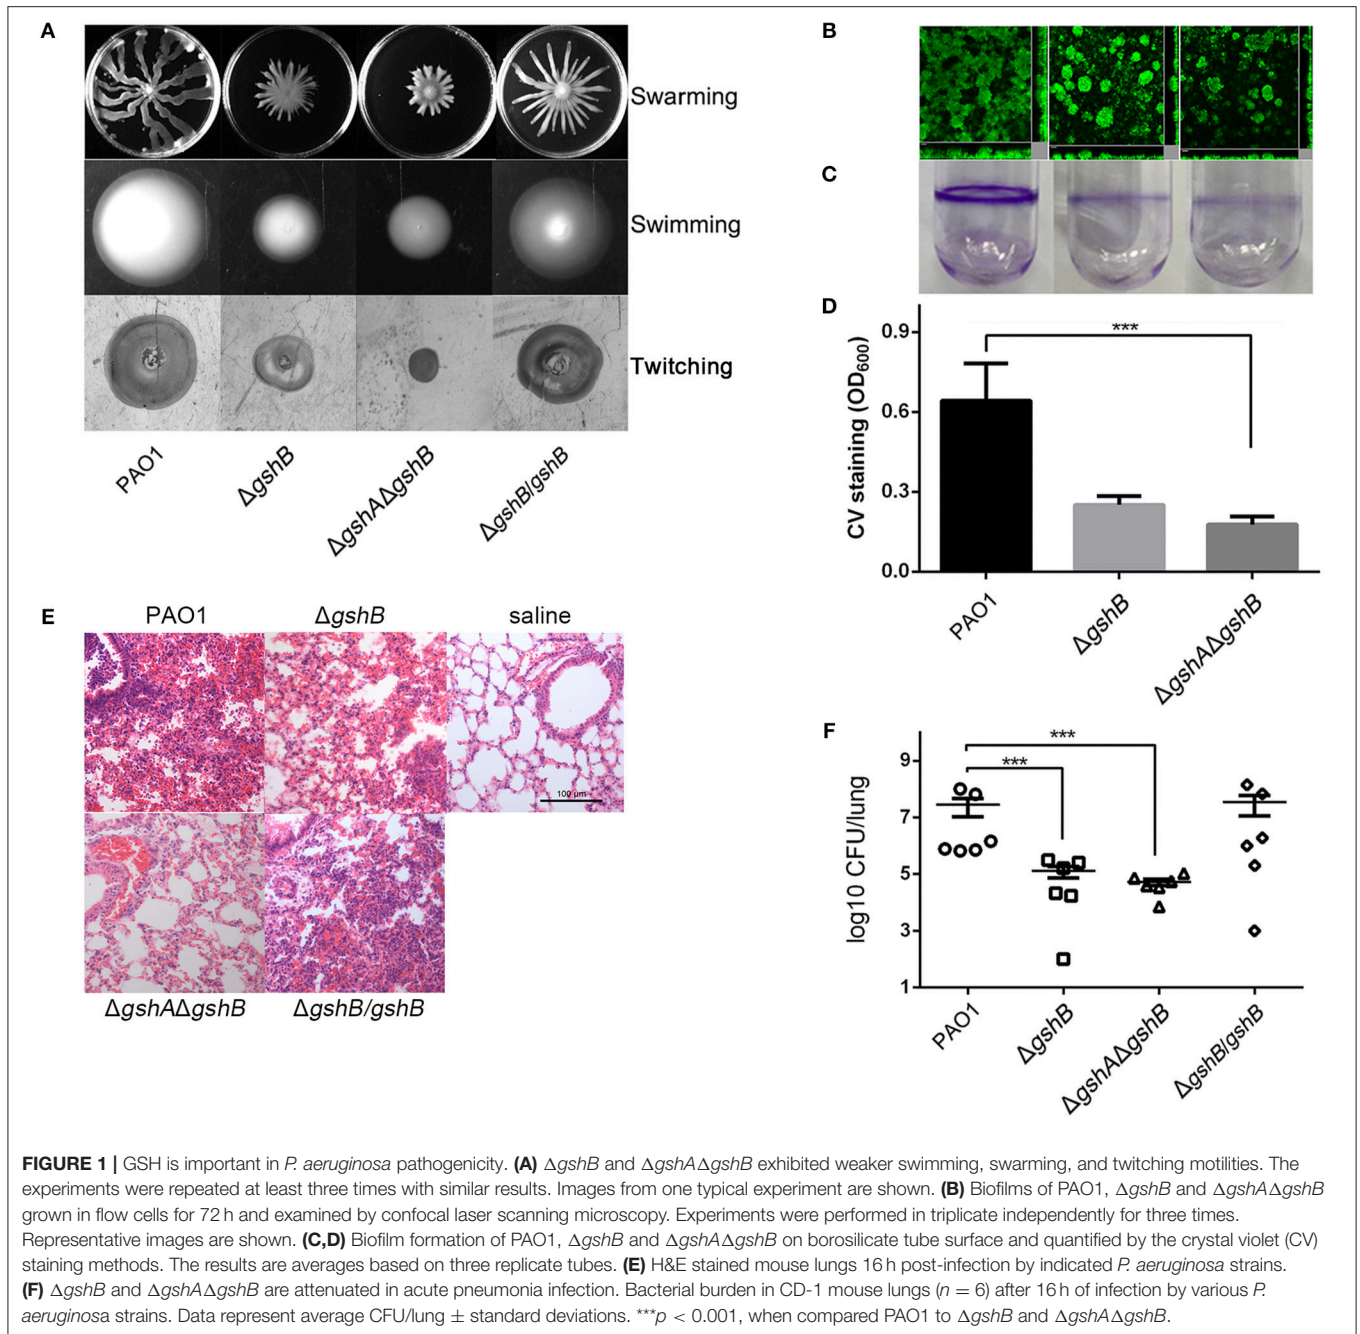 A
Swarming
Swimming
Twitching
PAO1
ΔgshB
ΔgshAΔgshB
ΔgshB/gshB
B
C
D
***
CV staining (OD600)
0.9
0.6
0.3
0.0
PAO1
ΔgshB
ΔgshAΔgshB
E
PAO1
ΔgshB
saline
100 μm
ΔgshAΔgshB
ΔgshB/gshB
F
***
***
log10 CFU/lung
9
7
5
3
1
PAO1
ΔgshB
ΔgshAΔgshB
ΔgshB/gshB
FIGURE 1 | GSH is important in P. aeruginosa pathogenicity. (A) ΔgshB and ΔgshAΔgshB exhibited weaker swimming, swarming, and twitching motilities. The
experiments were repeated at least three times with similar results. Images from one typical experiment are shown. (B) Biofilms of PAO1, ΔgshB and ΔgshAΔgshB
grown in flow cells for 72 h and examined by confocal laser scanning microscopy. Experiments were performed in triplicate independently for three times.
Representative images are shown. (C,D) Biofilm formation of PAO1, ΔgshB and ΔgshAΔgshB on borosilicate tube surface and quantified by the crystal violet (CV)
staining methods. The results are averages based on three replicate tubes. (E) H&E stained mouse lungs 16 h post-infection by indicated P. aeruginosa strains.
(F) ΔgshB and ΔgshAΔgshB are attenuated in acute pneumonia infection. Bacterial burden in CD-1 mouse lungs (n = 6) after 16 h of infection by various P.
aeruginosa strains. Data represent average CFU/lung ± standard deviations. ***p < 0.001, when compared PAO1 to ΔgshB and ΔgshAΔgshB.